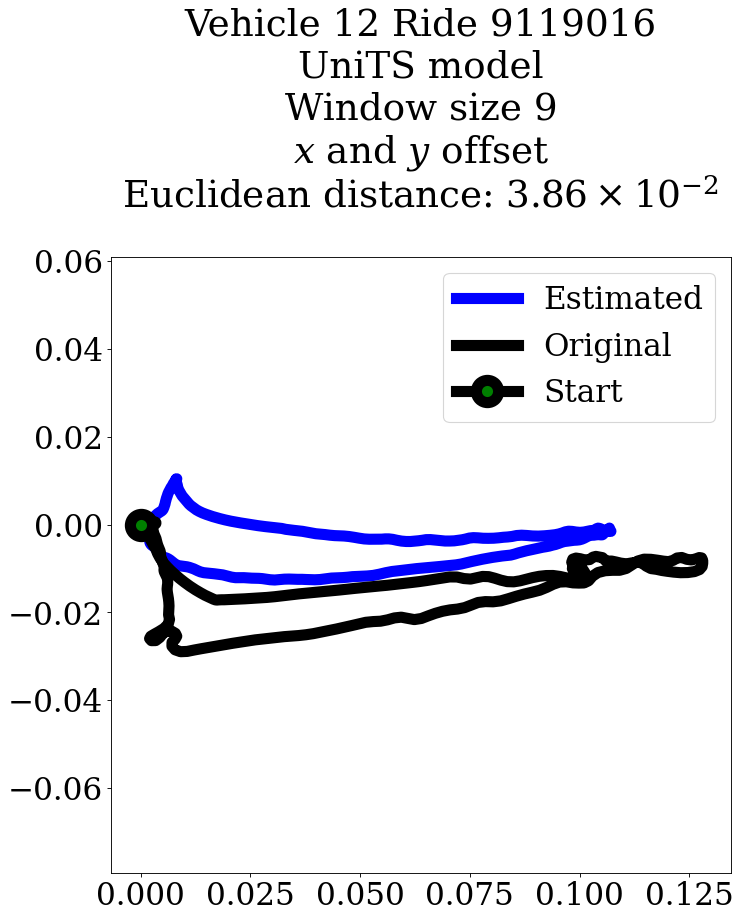 Vehicle 12 Ride 9119016
UniTS model
Window size 9
x and y offset
Euclidean distance: 3.86 × 10⁻²
Estimated
Original
Start
0.06
0.04
0.02
0.00
−0.02
−0.04
−0.06
0.000 0.025 0.050 0.075 0.100 0.125